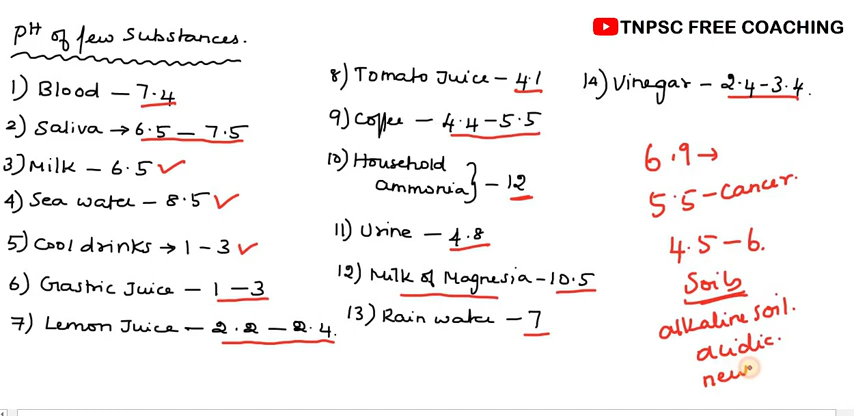 TNPSC FREE COACHING
pH of few Substances.
1) Blood – 7.4
2) Saliva → 6.5 – 7.5
3) Milk – 6.5 ✓
4) Sea water – 8.5 ✓
5) Cool drinks → 1 – 3 ✓
6) Gastric Juice – 1 – 3
7) Lemon Juice – 2.2 – 2.4
8) Tomato Juice – 4.1
9) Coffee – 4.4 – 5.5
10) Household
ammonia } – 12
11) Urine – 4.8
12) Milk of Magnesia – 10.5
13) Rain water – 7
14) Vinegar – 2.4 – 3.4
6.9 →
5.5 – cancer.
4.5 – 6.
Soils
alkaline soil.
acidic.
neu